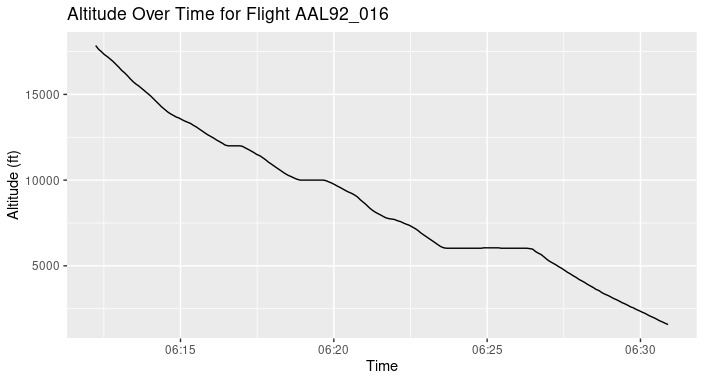 Altitude Over Time for Flight AAL92_016
Altitude (ft)
15000
10000
5000
06:15 06:20 06:25 06:30
Time